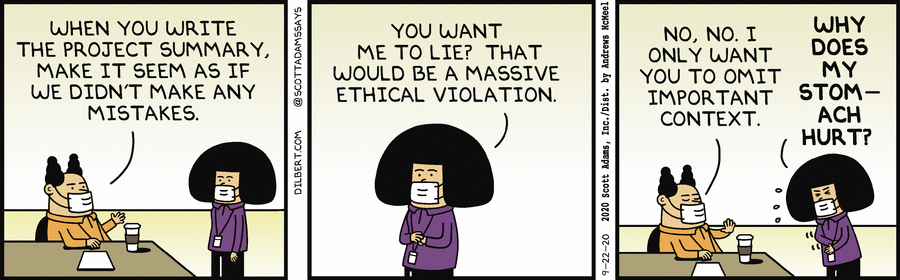 WHEN YOU WRITE
THE PROJECT SUMMARY,
MAKE IT SEEM AS IF
WE DIDN'T MAKE ANY
MISTAKES.
DILBERT.COM @SCOTTADAMSSAYS
YOU WANT
ME TO LIE? THAT
WOULD BE A MASSIVE
ETHICAL VIOLATION.
9-22-20 2020 Scott Adams, Inc./Dist. by Andrews McMeel
NO, NO. I
ONLY WANT
YOU TO OMIT
IMPORTANT
CONTEXT.
WHY
DOES
MY
STOM—
ACH
HURT?